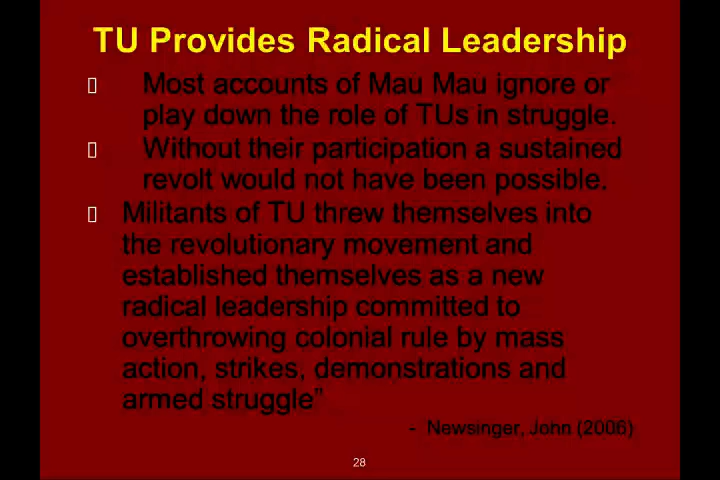 TU Provides Radical Leadership
Most accounts of Mau Mau ignore or
play down the role of TUs in struggle.
Without their participation a sustained
revolt would not have been possible.
Militants of TU threw themselves into
the revolutionary movement and
established themselves as a new
radical leadership committed to
overthrowing colonial rule by mass
action, strikes, demonstrations and
armed struggle”
- Newsinger, John (2006)
28